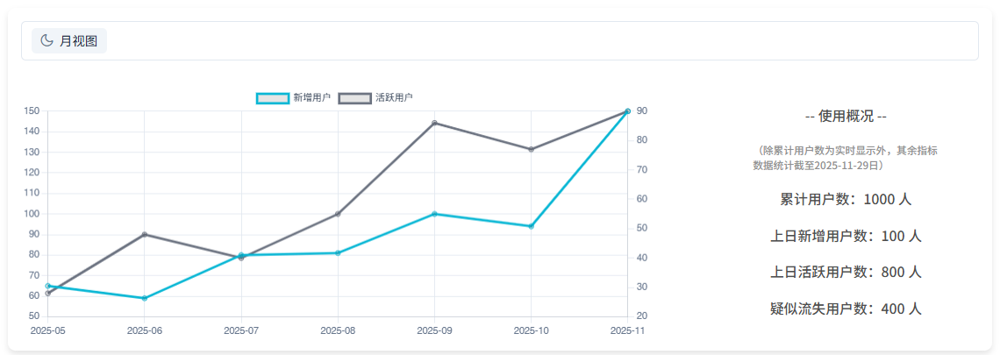 月视图
新增用户 活跃用户
150
140
130
120
110
100
90
80
70
60
50
90
80
70
60
50
40
30
20
2025-05 2025-06 2025-07 2025-08 2025-09 2025-10 2025-11
-- 使用概况 --
（除累计用户数为实时显示外，其余指标
数据统计截至2025-11-29日）
累计用户数：1000 人
上日新增用户数：100 人
上日活跃用户数：800 人
疑似流失用户数：400 人